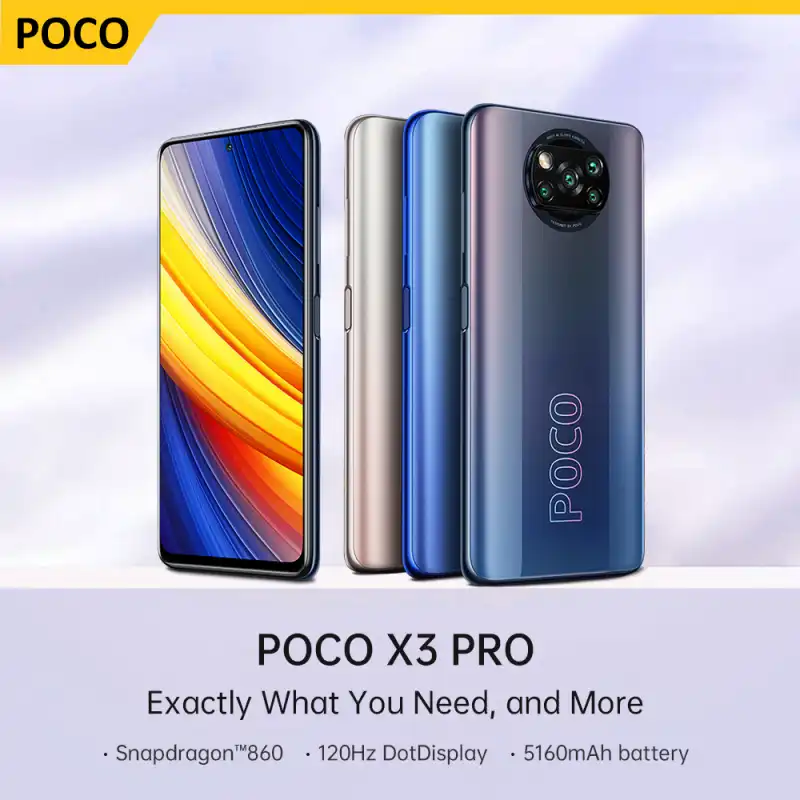 POCO
POCO
POCO X3 PRO
Exactly What You Need, and More
· Snapdragon™860 · 120Hz DotDisplay · 5160mAh battery